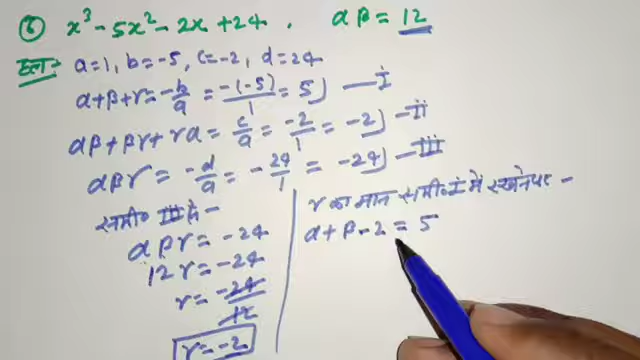 ⑥ x³ - 5x² - 2x + 24 . αβ = 12
हल:- a=1, b=-5, c=-2, d=24
α+β+γ = -b/a = -(-5)/1 = 5 — I
αβ + βγ + γα = c/a = -2/1 = -2 — II
αβγ = -d/a = -24/1 = -24 — III
समी० III से -
αβγ = -24
12γ = -24
γ = -24/12
γ = -2
γ का मान समी० I में रखने पर -
α + β - 2 = 5